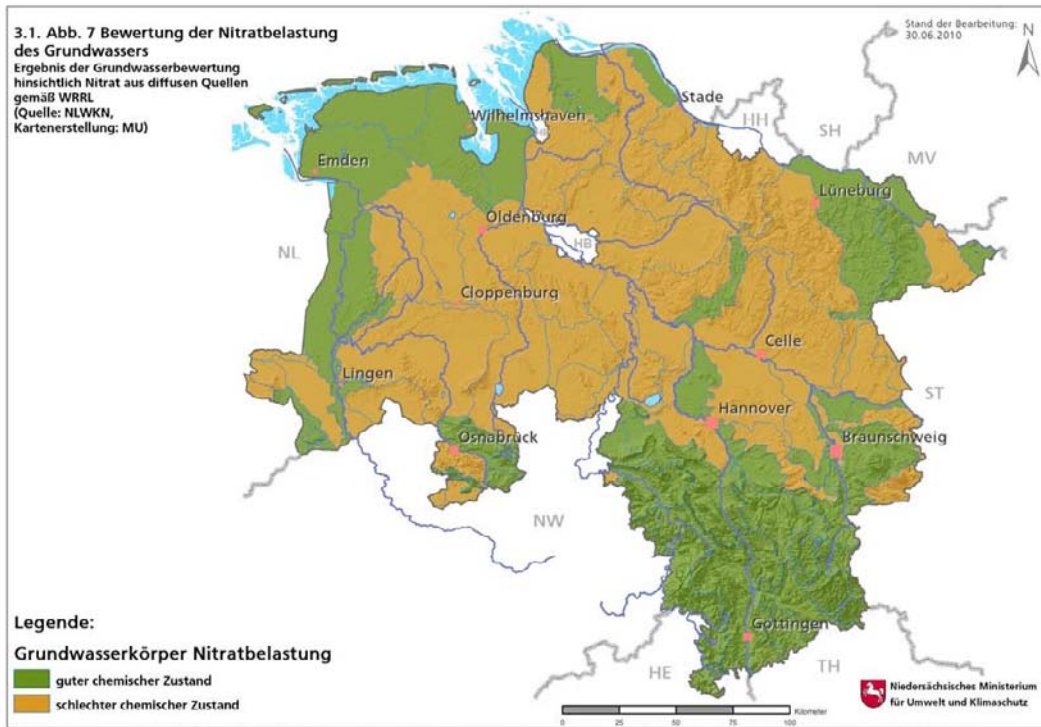 3.1. Abb. 7 Bewertung der Nitratbelastung
des Grundwassers
Ergebnis der Grundwasserbewertung
hinsichtlich Nitrat aus diffusen Quellen
gemäß WRRL
(Quelle: NLWKN,
Kartenerstellung: MU)
Stand der Bearbeitung:
30.06.2010
N
Stade
HH
SH
MV
Wilhelmshaven
HB
Emden
Lüneburg
Oldenburg
HB
NL
Cloppenburg
Celle
Lingen
ST
Hannover
Osnabrück
Braunschweig
NW
Göttingen
HE
TH
Legende:
Grundwasserkörper Nitratbelastung
guter chemischer Zustand
schlechter chemischer Zustand
Kilometer
0 25 50 100
Niedersächsisches Ministerium
für Umwelt und Klimaschutz